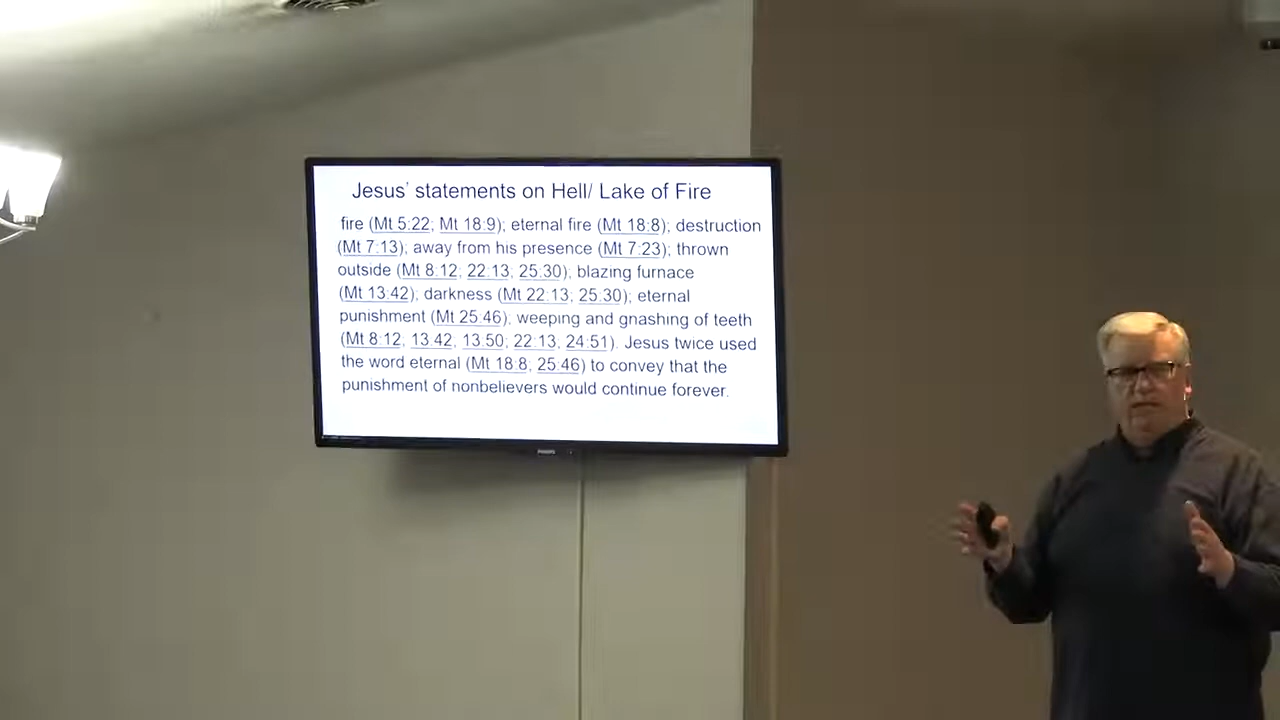 Jesus' statements on Hell/ Lake of Fire
fire (Mt 5:22; Mt 18:9); eternal fire (Mt 18:8); destruction
(Mt 7:13); away from his presence (Mt 7:23); thrown
outside (Mt 8:12; 22:13; 25:30); blazing furnace
(Mt 13:42); darkness (Mt 22:13; 25:30); eternal
punishment (Mt 25:46); weeping and gnashing of teeth
(Mt 8:12, 13:42; 13:50; 22:13, 24:51). Jesus twice used
the word eternal (Mt 18:8; 25:46) to convey that the
punishment of nonbelievers would continue forever.
PHILIPS